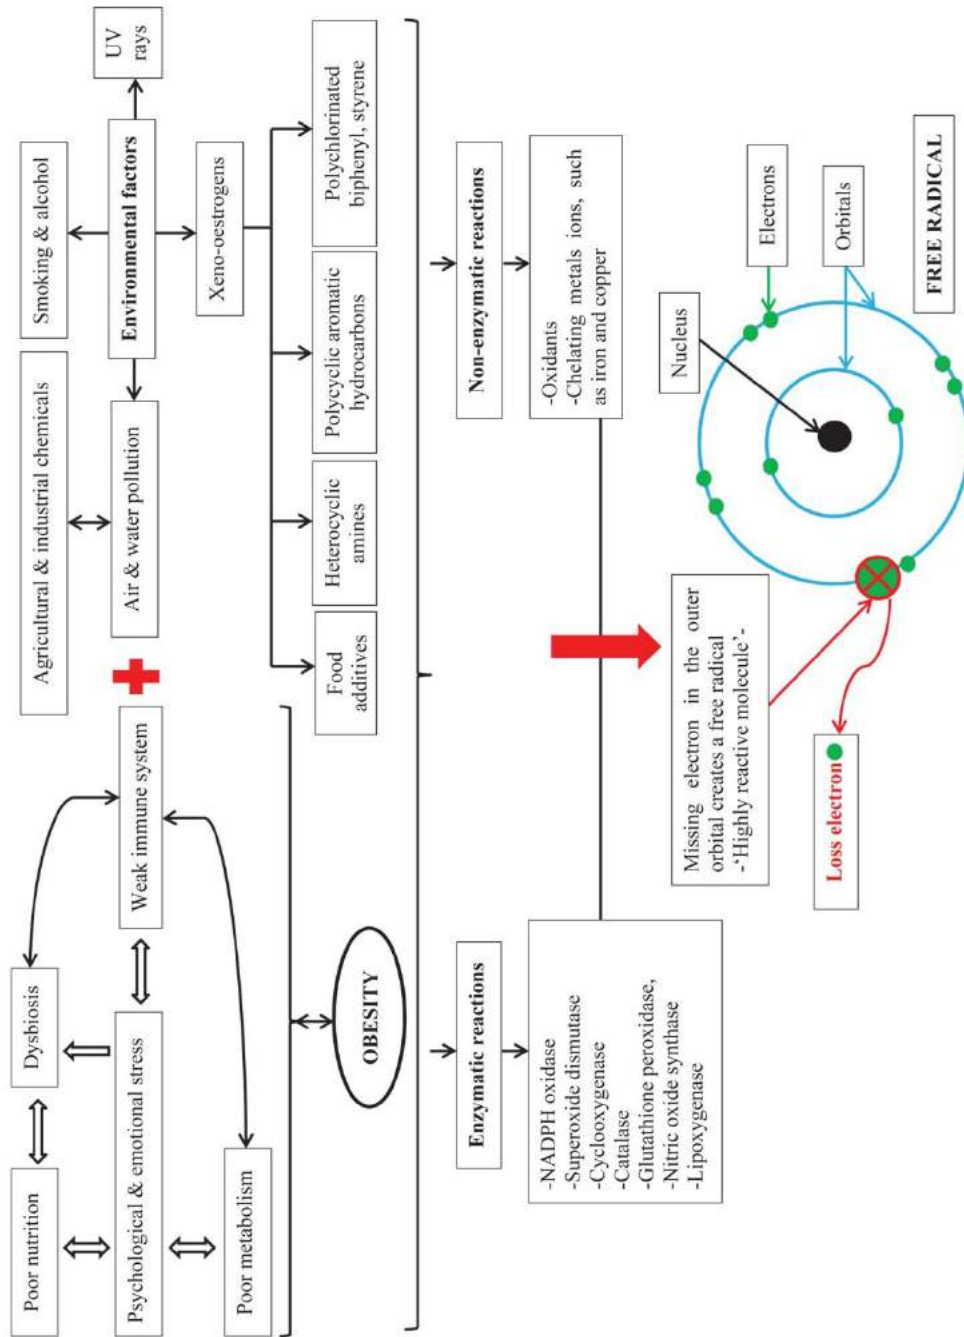 Poor nutrition
Dysbiosis
Psychological & emotional stress
Weak immune system
Poor metabolism
Agricultural & industrial chemicals
Smoking & alcohol
Air & water pollution
Environmental factors
UV
rays
Xeno-oestrogens
Food
additives
Heterocyclic
amines
Polycyclic aromatic
hydrocarbons
Polychlorinated
biphenyl, styrene
OBESITY
Enzymatic reactions
-NADPH oxidase
-Superoxide dismutase
-Cyclooxygenase
-Catalase
-Glutathione peroxidase,
-Nitric oxide synthase
-Lipoxygenase
Non-enzymatic reactions
-Oxidants
-Chelating metals ions, such
as iron and copper
Missing electron in the outer
orbital creates a free radical
-‘Highly reactive molecule’-
Loss electron
Nucleus
Electrons
Orbitals
FREE RADICAL